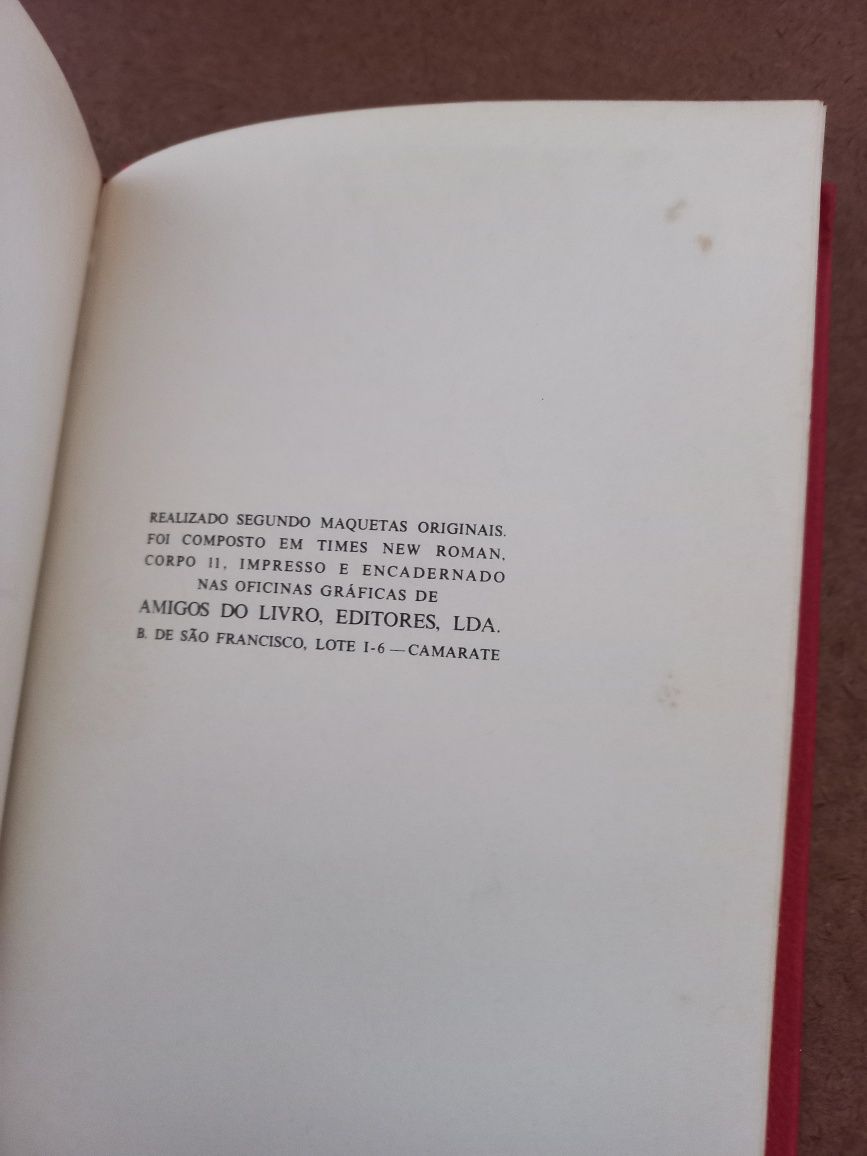 REALIZADO SEGUNDO MAQUETAS ORIGINAIS.
FOI COMPOSTO EM TIMES NEW ROMAN,
CORPO 11, IMPRESSO E ENCADERNADO
NAS OFICINAS GRÁFICAS DE
AMIGOS DO LIVRO, EDITORES, LDA.
B. DE SÃO FRANCISCO, LOTE I-6 — CAMARATE